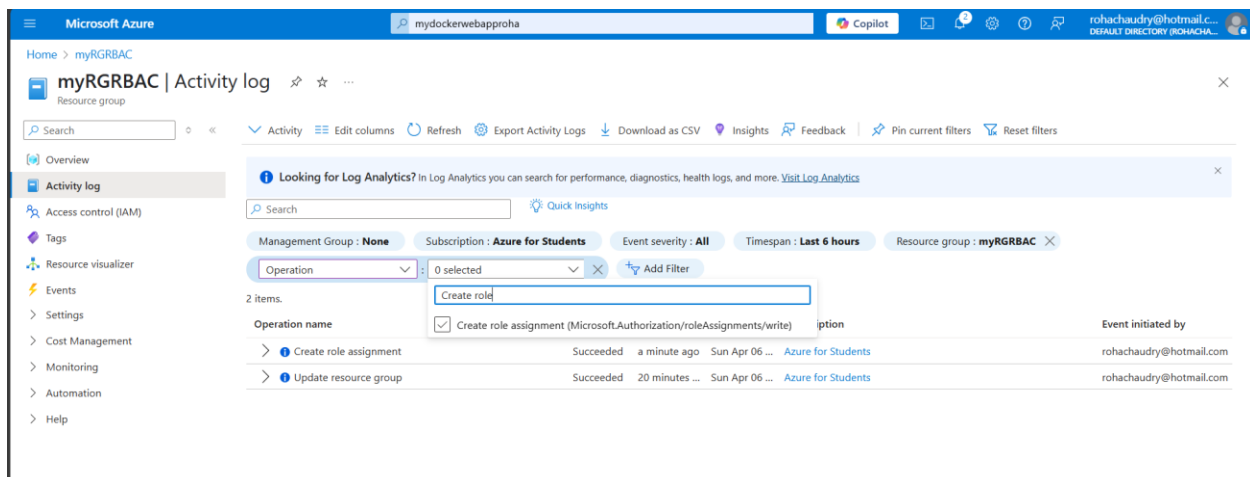 Microsoft Azure
mydockerwebapproha
Copilot
2
rohachaudry@hotmail.c...
DEFAULT DIRECTORY (ROHACHA...
Home > myRGRBAC
myRGRBAC | Activity log
...
Resource group
Search
Activity Edit columns Refresh Export Activity Logs Download as CSV Insights Feedback Pin current filters Reset filters
Overview
Activity log
Access control (IAM)
Tags
Resource visualizer
Events
Settings
Cost Management
Monitoring
Automation
Help
Looking for Log Analytics? In Log Analytics you can search for performance, diagnostics, health logs, and more. Visit Log Analytics
Search
Quick Insights
Management Group : None Subscription : Azure for Students Event severity : All Timespan : Last 6 hours Resource group : myRGRBAC
Operation : 0 selected Add Filter
Create role
2 items.
Create role assignment (Microsoft.Authorization/roleAssignments/write)
Operation name iption Event initiated by
Create role assignment Succeeded a minute ago Sun Apr 06 ... Azure for Students rohachaudry@hotmail.com
Update resource group Succeeded 20 minutes ... Sun Apr 06 ... Azure for Students rohachaudry@hotmail.com